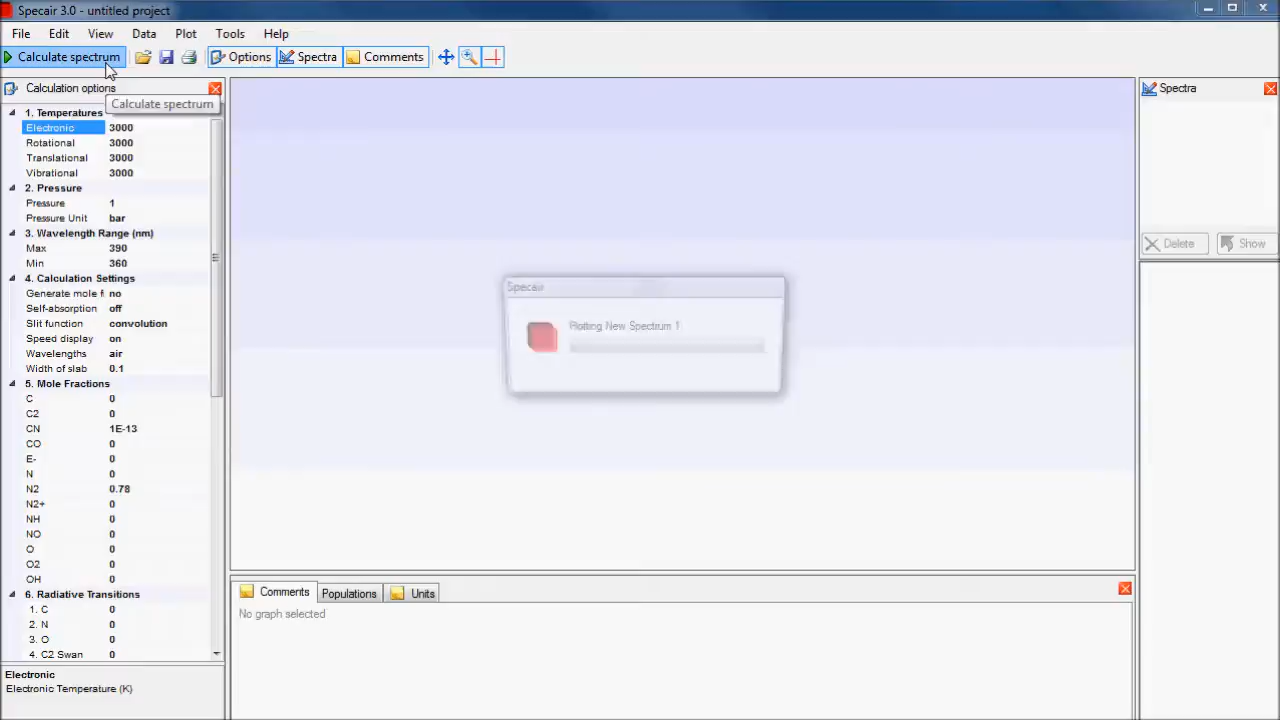 Specair 3.0 - untitled project
File Edit View Data Plot Tools Help
Calculate spectrum Options Spectra Comments
Calculation options
Calculate spectrum
1. Temperatures
Electronic 3000
Rotational 3000
Translational 3000
Vibrational 3000
2. Pressure
Pressure 1
Pressure Unit bar
3. Wavelength Range (nm)
Max 390
Min 360
4. Calculation Settings
Generate mole f no
Self-absorption off
Slit function convolution
Speed display on
Wavelengths air
Width of slab 0.1
5. Mole Fractions
C 0
C2 0
CN 1E-13
CO 0
E- 0
N 0
N2 0.78
N2+ 0
NH 0
NO 0
O 0
O2 0
OH 0
6. Radiative Transitions
1. C 0
2. N 0
3. O 0
4. C2 Swan 0
Electronic
Electronic Temperature (K)
Specair
Plotting New Spectrum 1
Comments Populations Units
No graph selected
Spectra
Delete Show